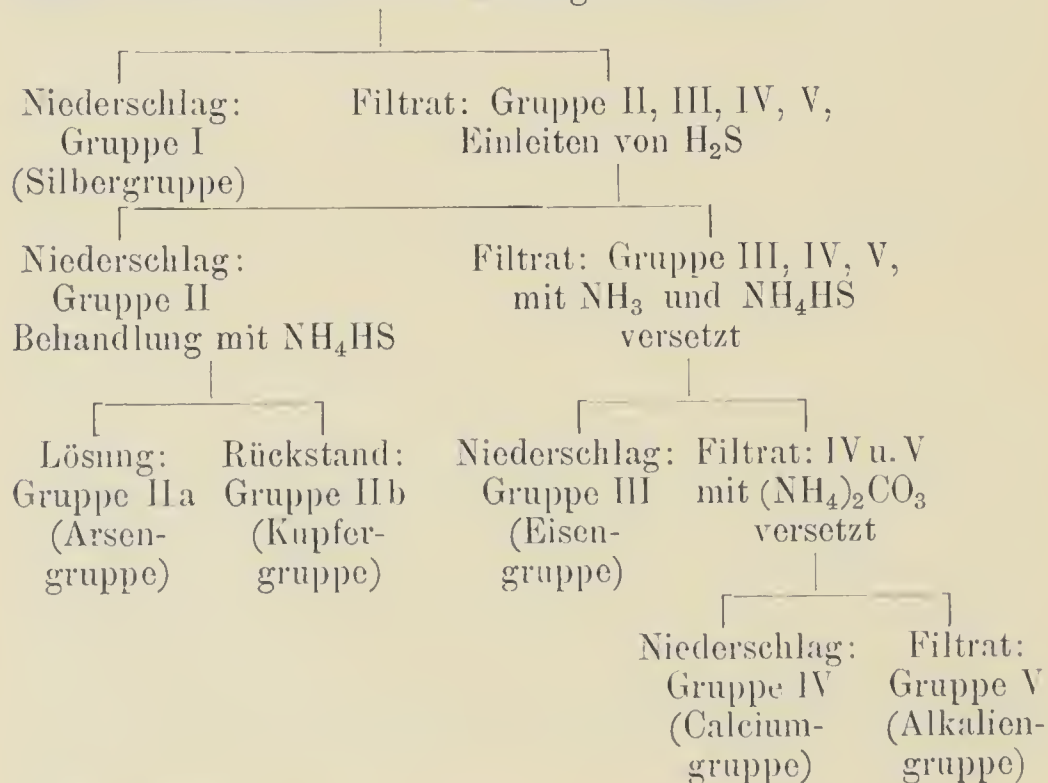 Niederschlag:
Gruppe I
(Silbergruppe)
Filtrat: Gruppe II, III, IV, V,
Einleiten von H₂S
Niederschlag:
Gruppe II
Behandlung mit NH₄HS
Filtrat: Gruppe III, IV, V,
mit NH₃ und NH₄HS
versetzt
Lösung:
Gruppe IIa
(Arsen-
gruppe)
Rückstand:
Gruppe IIb
(Kupfer-
gruppe)
Niederschlag:
Gruppe III
(Eisen-
gruppe)
Filtrat: IV u. V
mit (NH₄)₂CO₃
versetzt
Niederschlag:
Gruppe IV
(Calcium-
gruppe)
Filtrat:
Gruppe V
(Alkalien-
gruppe)